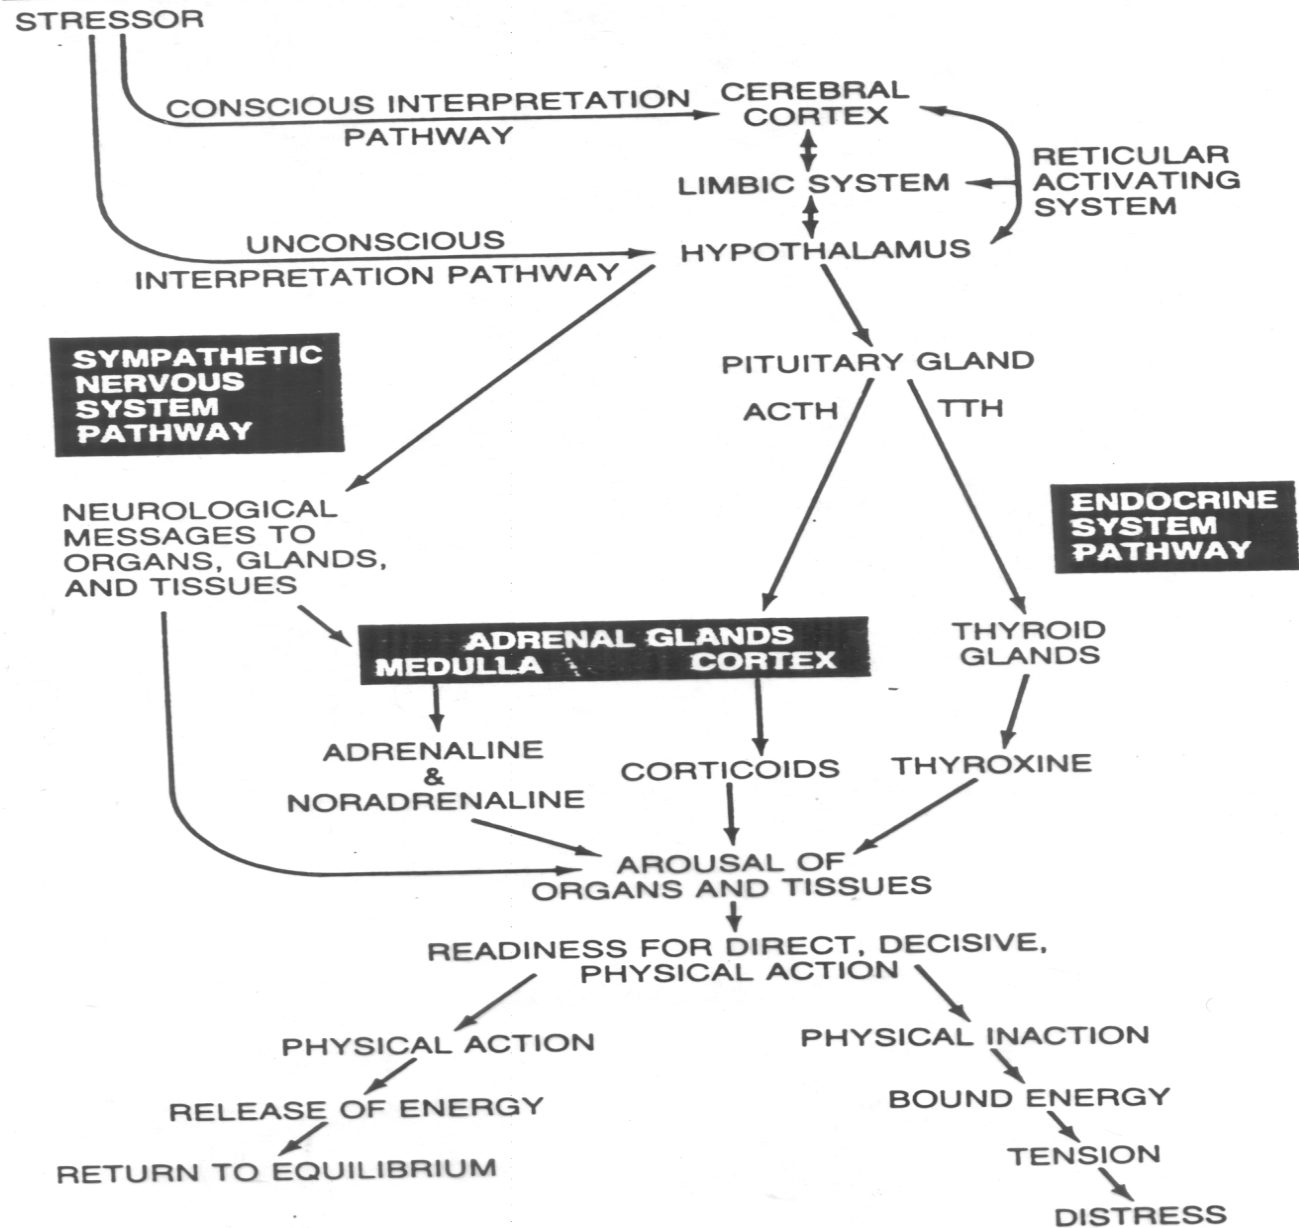 STRESSOR
CONSCIOUS INTERPRETATION
PATHWAY
CEREBRAL
CORTEX
RETICULAR
ACTIVATING
SYSTEM
LIMBIC SYSTEM
UNCONSCIOUS
INTERPRETATION PATHWAY
HYPOTHALAMUS
SYMPATHETIC
NERVOUS
SYSTEM
PATHWAY
PITUITARY GLAND
ACTH
TTH
NEUROLOGICAL
MESSAGES TO
ORGANS, GLANDS,
AND TISSUES
ENDOCRINE
SYSTEM
PATHWAY
ADRENAL GLANDS
MEDULLA CORTEX
THYROID
GLANDS
ADRENALINE
&
NORADRENALINE
CORTICOIDS
THYROXINE
AROUSAL OF
ORGANS AND TISSUES
READINESS FOR DIRECT, DECISIVE,
PHYSICAL ACTION
PHYSICAL ACTION
RELEASE OF ENERGY
RETURN TO EQUILIBRIUM
PHYSICAL INACTION
BOUND ENERGY
TENSION
DISTRESS